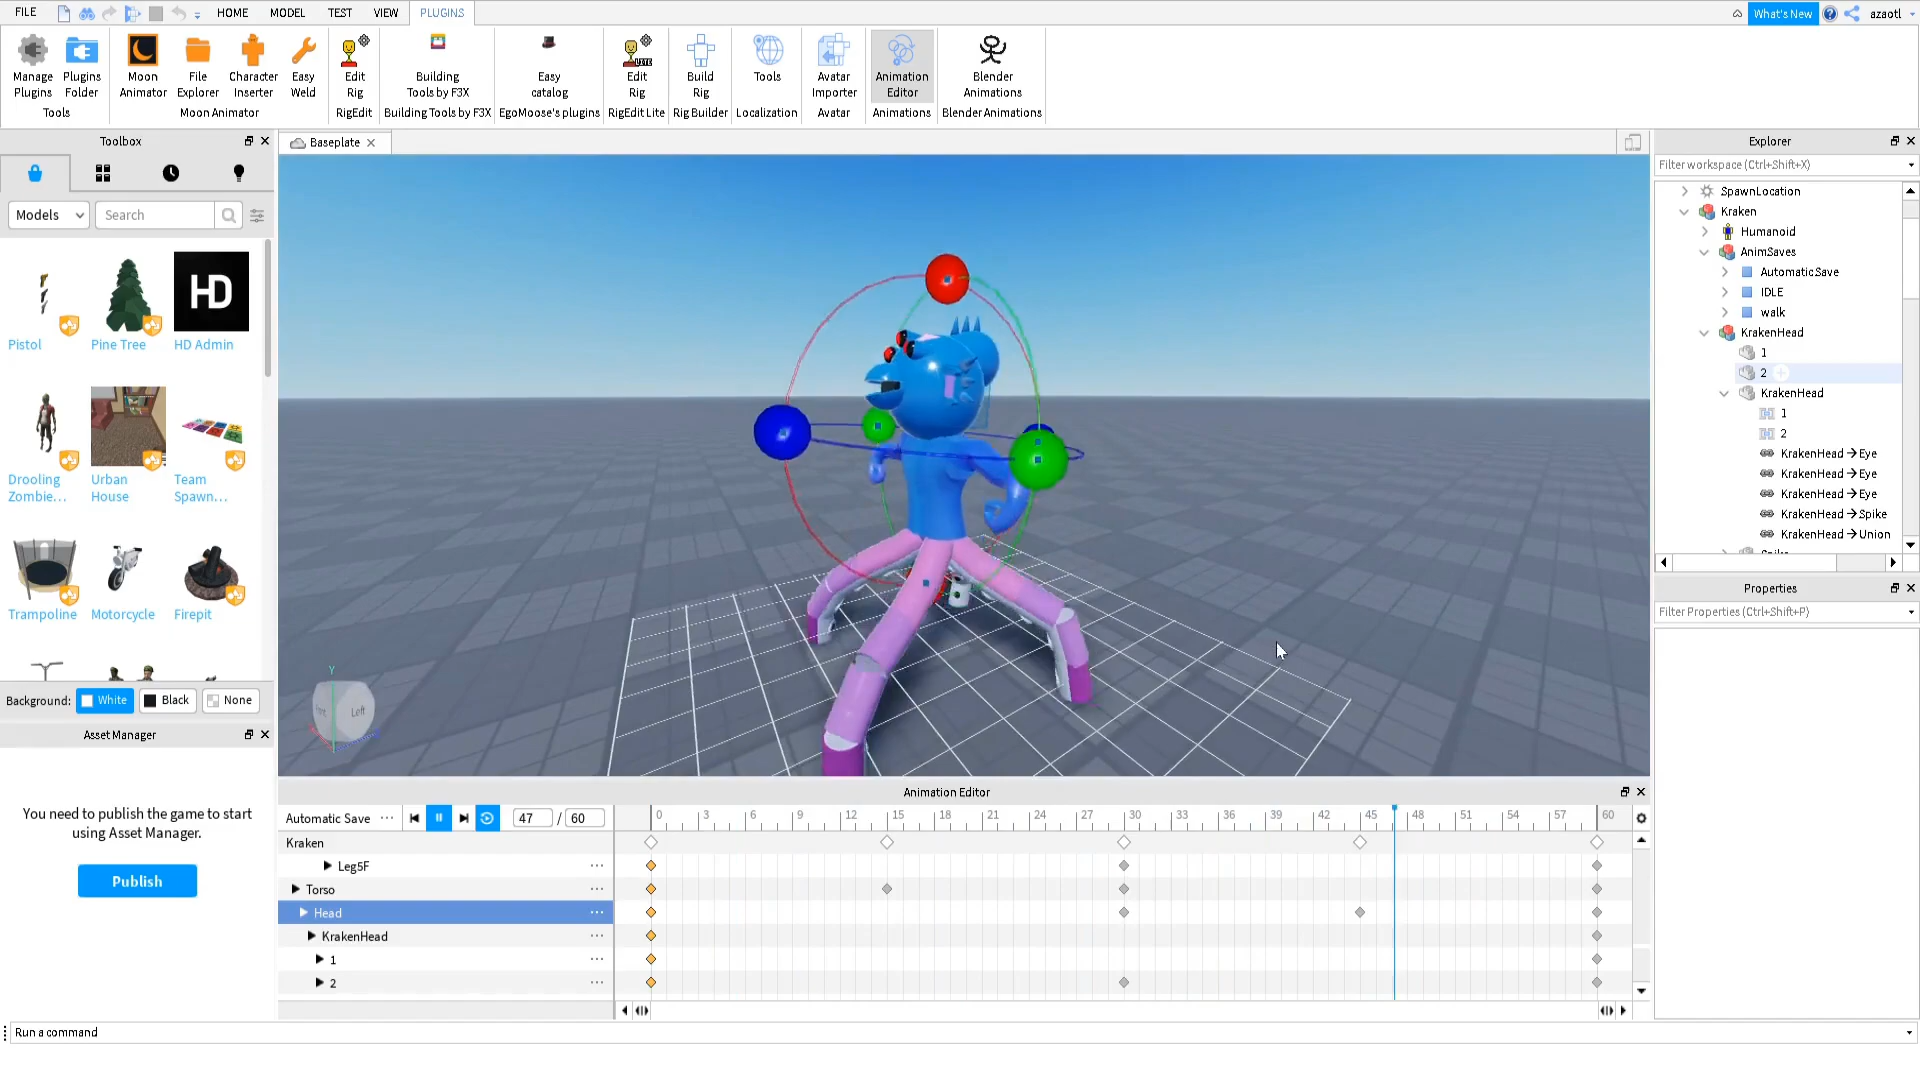 FILE HOME MODEL TEST VIEW PLUGINS What's New azaotl
Manage Plugins
Plugins Folder
Tools
Moon Animator
File Explorer
Character Inserter
Easy Weld
Moon Animator
Edit Rig
RigEdit
Building Tools by F3X
Building Tools by F3X
Easy catalog
EgoMoose's plugins
Edit Rig
LITE
RigEdit Lite
Build Rig
Rig Builder
Tools
Localization
Avatar Importer
Avatar
Animation Editor
Animations
Blender Animations
Blender Animations
Toolbox
Models Search
Pistol
Pine Tree
HD
HD Admin
Drooling Zombie...
Urban House
Team Spawn...
Trampoline
Motorcycle
Firepit
Background: White Black None
Asset Manager
You need to publish the game to start
using Asset Manager.
Publish
Baseplate
Y
Left
Animation Editor
Automatic Save ... 47 / 60
0 3 6 9 12 15 18 21 24 27 30 33 36 39 42 45 48 51 54 57 60
Kraken
Leg5F
Torso
Head
KrakenHead
1
2
Explorer
Filter workspace (Ctrl+Shift+X)
SpawnLocation
Kraken
Humanoid
AnimSaves
Automatic Save
IDLE
walk
KrakenHead
1
2
KrakenHead
1
2
KrakenHead → Eye
KrakenHead → Eye
KrakenHead → Eye
KrakenHead → Spike
KrakenHead → Union
Properties
Filter Properties (Ctrl+Shift+P)
Run a command